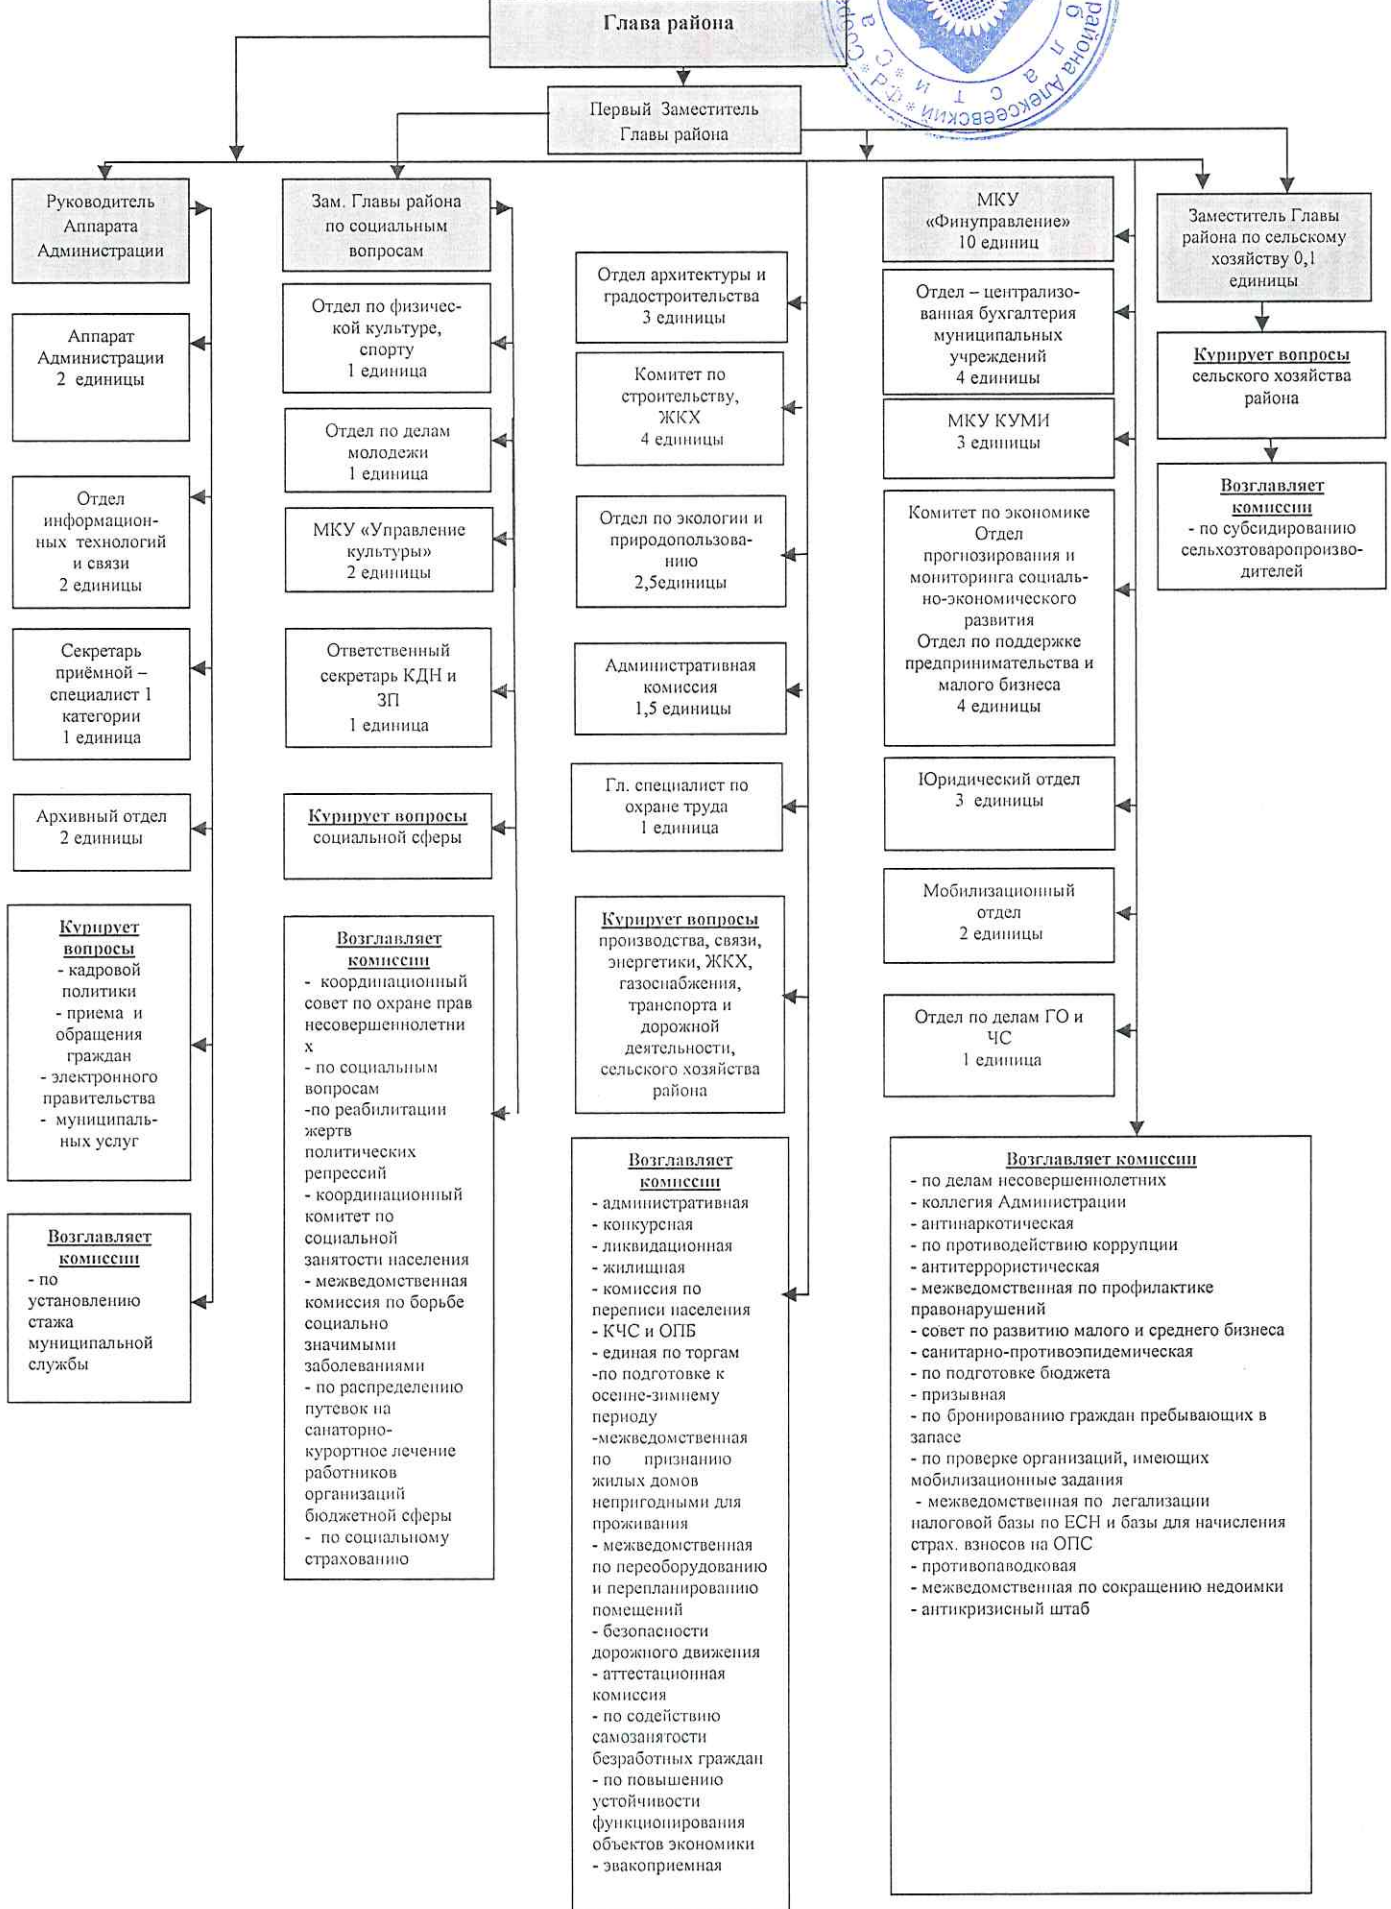 Глава района
района Алексеевский
Первый Заместитель
Главы района
Руководитель
Аппарата
Администрации
Аппарат
Администрации
2 единицы
Отдел
информацион-
ных технологий
и связи
2 единицы
Секретарь
приёмной –
специалист 1
категории
1 единица
Архивный отдел
2 единицы
Курирует
вопросы
- кадровой
политики
- приема и
обращения
граждан
- электронного
правительства
- муниципаль-
ных услуг
Возглавляет
комиссии
- по
установлению
стажа
муниципальной
службы
Зам. Главы района
по социальным
вопросам
Отдел по физичес-
кой культуре,
спорту
1 единица
Отдел по делам
молодежи
1 единица
МКУ «Управление
культуры»
2 единицы
Ответственный
секретарь КДН и
ЗП
1 единица
Курирует вопросы
социальной сферы
Возглавляет
комиссии
- координационный
совет по охране прав
несовершеннолетни
х
- по социальным
вопросам
-по реабилитации
жертв
политических
репрессий
- координационный
комитет по
социальной
занятости населения
- межведомственная
комиссия по борьбе
социально
значимыми
заболеваниями
- по распределению
путевок на
санаторно-
курортное лечение
работников
организаций
бюджетной сферы
- по социальному
страхованию
Отдел архитектуры и
градостроительства
3 единицы
Комитет по
строительству,
ЖКХ
4 единицы
Отдел по экологии и
природопользова-
нию
2,5единицы
Административная
комиссия
1,5 единицы
Гл. специалист по
охране труда
1 единица
Курирует вопросы
производства, связи,
энергетики, ЖКХ,
газоснабжения,
транспорта и
дорожной
деятельности,
сельского хозяйства
района
Возглавляет
комиссии
- административная
- конкурсная
- ликвидационная
- жилищная
- комиссия по
переписи населения
- КЧС и ОПБ
- единая по торгам
-по подготовке к
осенне-зимнему
периоду
-межведомственная
по признанию
жилых домов
непригодными для
проживания
- межведомственная
по переоборудованию
и перепланированию
помещений
- безопасности
дорожного движения
- аттестационная
комиссия
- по содействию
самозанятости
безработных граждан
- по повышению
устойчивости
функционирования
объектов экономики
- эвакоприемная
МКУ
«Финуправление»
10 единиц
Отдел – централизо-
ванная бухгалтерия
муниципальных
учреждений
4 единицы
МКУ КУМИ
3 единицы
Комитет по экономике
Отдел
прогнозирования и
мониторинга социаль-
но-экономического
развития
Отдел по поддержке
предпринимательства и
малого бизнеса
4 единицы
Юридический отдел
3 единицы
Мобилизационный
отдел
2 единицы
Отдел по делам ГО и
ЧС
1 единица
Возглавляет комиссии
- по делам несовершеннолетних
- коллегия Администрации
- антинаркотическая
- по противодействию коррупции
- антитеррористическая
- межведомственная по профилактике
правонарушений
- совет по развитию малого и среднего бизнеса
- санитарно-противоэпидемическая
- по подготовке бюджета
- призывная
- по бронированию граждан пребывающих в
запасе
- по проверке организаций, имеющих
мобилизационные задания
- межведомственная по легализации
налоговой базы по ЕСН и базы для начисления
страх. взносов на ОПС
- противопаводковая
- межведомственная по сокращению недоимки
- антикризисный штаб
Заместитель Главы
района по сельскому
хозяйству 0,1
единицы
Курирует вопросы
сельского хозяйства
района
Возглавляет
комиссии
- по субсидированию
сельхозтоваропроизво-
дителей